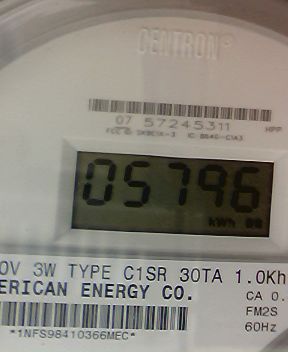 CENTRON®
07 57245311 HPP
05796
kWh
0V 3W TYPE C1SR 30TA 1.0Kh
ERICAN ENERGY CO. CA 0.
FM2S
60Hz
*1NFS98410366MEC*